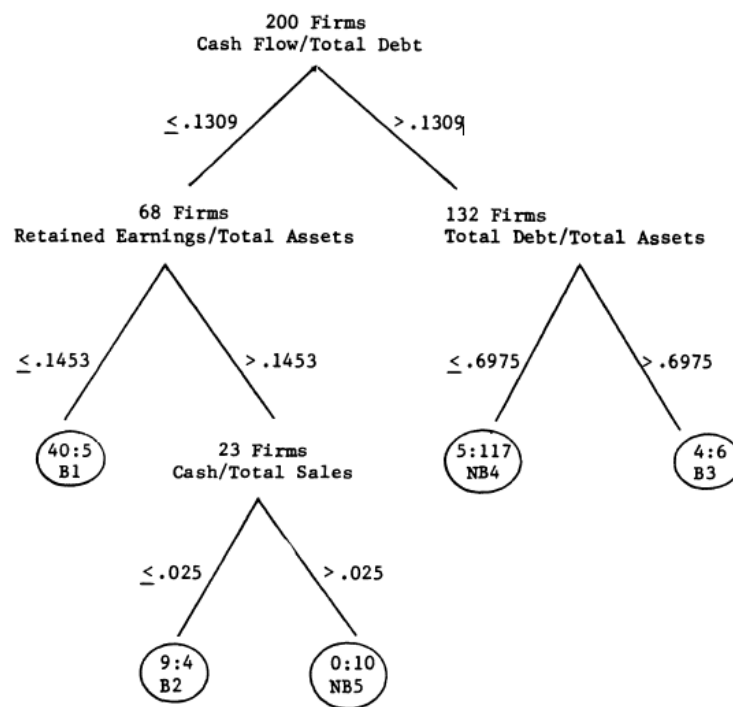 200 Firms
Cash Flow/Total Debt
≤.1309
>.1309
68 Firms
Retained Earnings/Total Assets
132 Firms
Total Debt/Total Assets
≤.1453
>.1453
≤.6975
>.6975
40:5
B1
23 Firms
Cash/Total Sales
5:117
NB4
4:6
B3
≤.025
>.025
9:4
B2
0:10
NB5